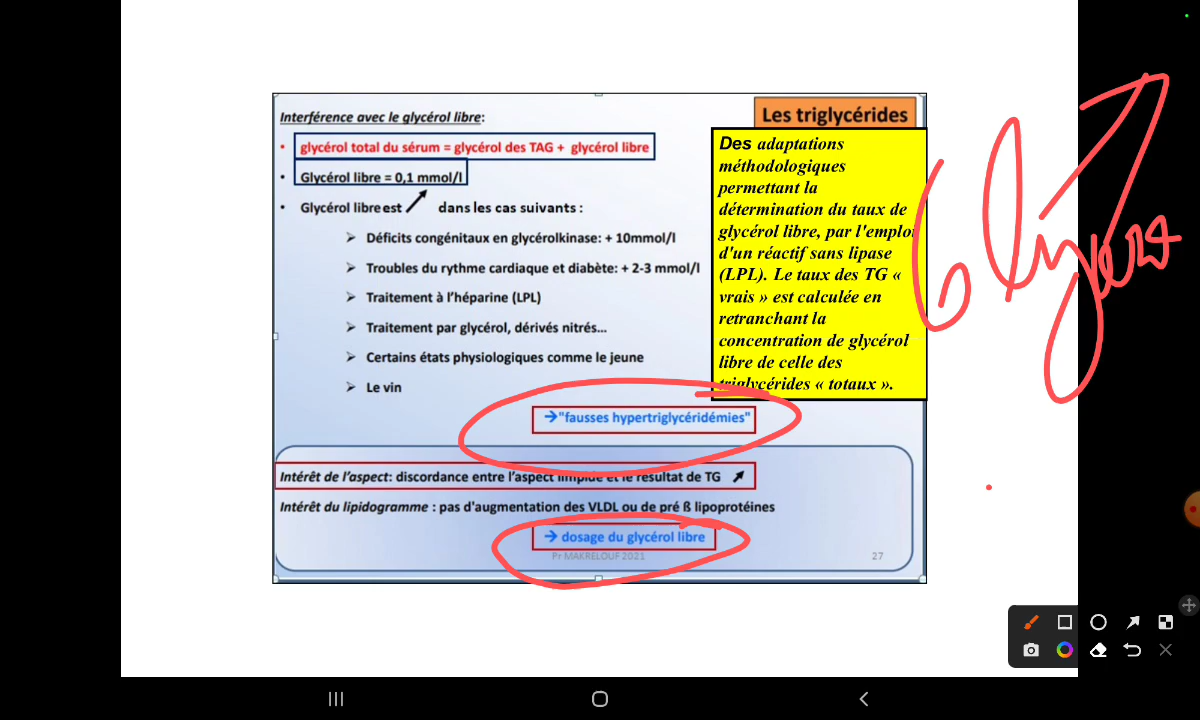 Les triglycérides
Interférence avec le glycérol libre:
• glycérol total du sérum = glycérol des TAG + glycérol libre
• Glycérol libre = 0,1 mmol/l
• Glycérol libre est dans les cas suivants :
➢ Déficits congénitaux en glycérolkinase: + 10mmol/l
➢ Troubles du rythme cardiaque et diabète: + 2-3 mmol/l
➢ Traitement à l'héparine (LPL)
➢ Traitement par glycérol, dérivés nitrés...
➢ Certains états physiologiques comme le jeune
➢ Le vin
→"fausses hypertriglycéridémies"
Des adaptations
méthodologiques
permettant la
détermination du taux de
glycérol libre, par l'emploi
d'un réactif sans lipase
(LPL). Le taux des TG «
vrais » est calculée en
retranchant la
concentration de glycérol
libre de celle des
triglycérides « totaux ».
Intérêt de l'aspect: discordance entre l'aspect limpide et le résultat de TG ↗
Intérêt du lipidogramme : pas d'augmentation des VLDL ou de pré ß lipoprotéines
→ dosage du glycérol libre
Pr MAKRELOUF 2021
27